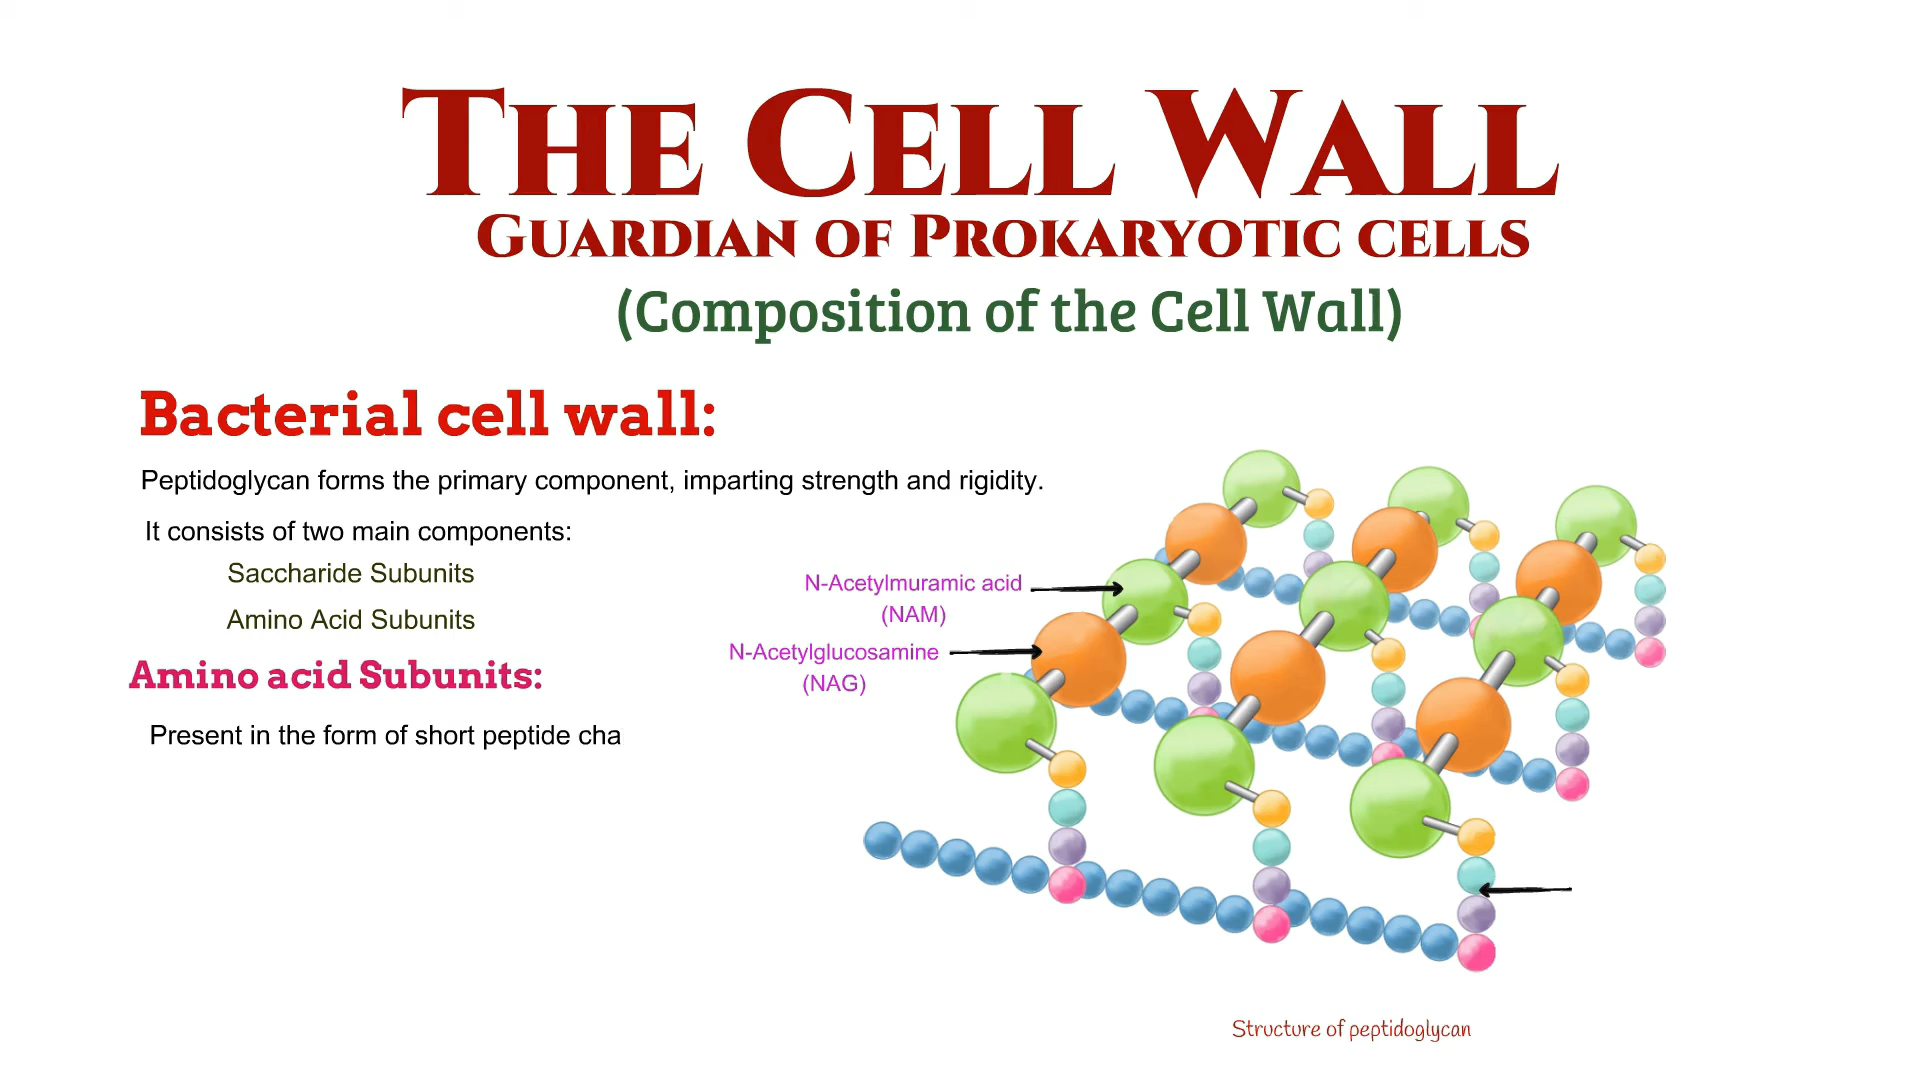 The Cell Wall
Guardian of Prokaryotic cells
(Composition of the Cell Wall)
Bacterial cell wall:
Peptidoglycan forms the primary component, imparting strength and rigidity.
It consists of two main components:
Saccharide Subunits
Amino Acid Subunits
Amino acid Subunits:
Present in the form of short peptide cha
N-Acetylmuramic acid
(NAM)
N-Acetylglucosamine
(NAG)
Structure of peptidoglycan